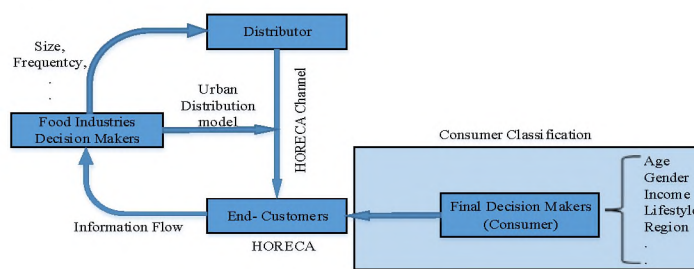 Size,
Frequentcy,
.
.
Distributor
Urban
Distribution
model
HORECA Channel
Food Industries
Decision Makers
Consumer Classification
Information Flow
End- Customers
HORECA
Final Decision Makers
(Consumer)
Age
Gender
Income
Lifestyle
Region
.
.